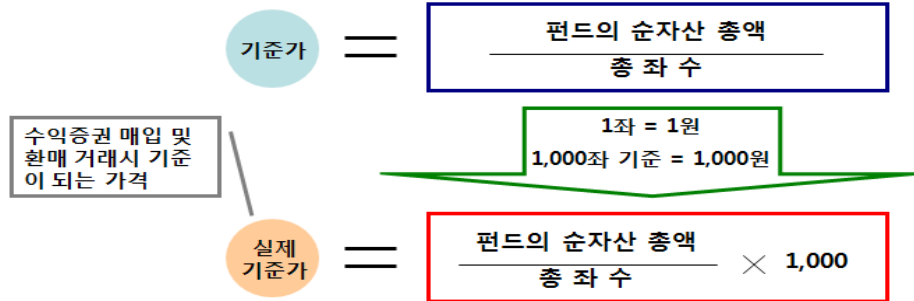 기준가
=
펀드의 순자산 총액
총 좌 수
1좌 = 1원
1,000좌 기준 = 1,000원
수익증권 매입 및
환매 거래시 기준
이 되는 가격
실제
기준가
=
펀드의 순자산 총액
총 좌 수
× 1,000